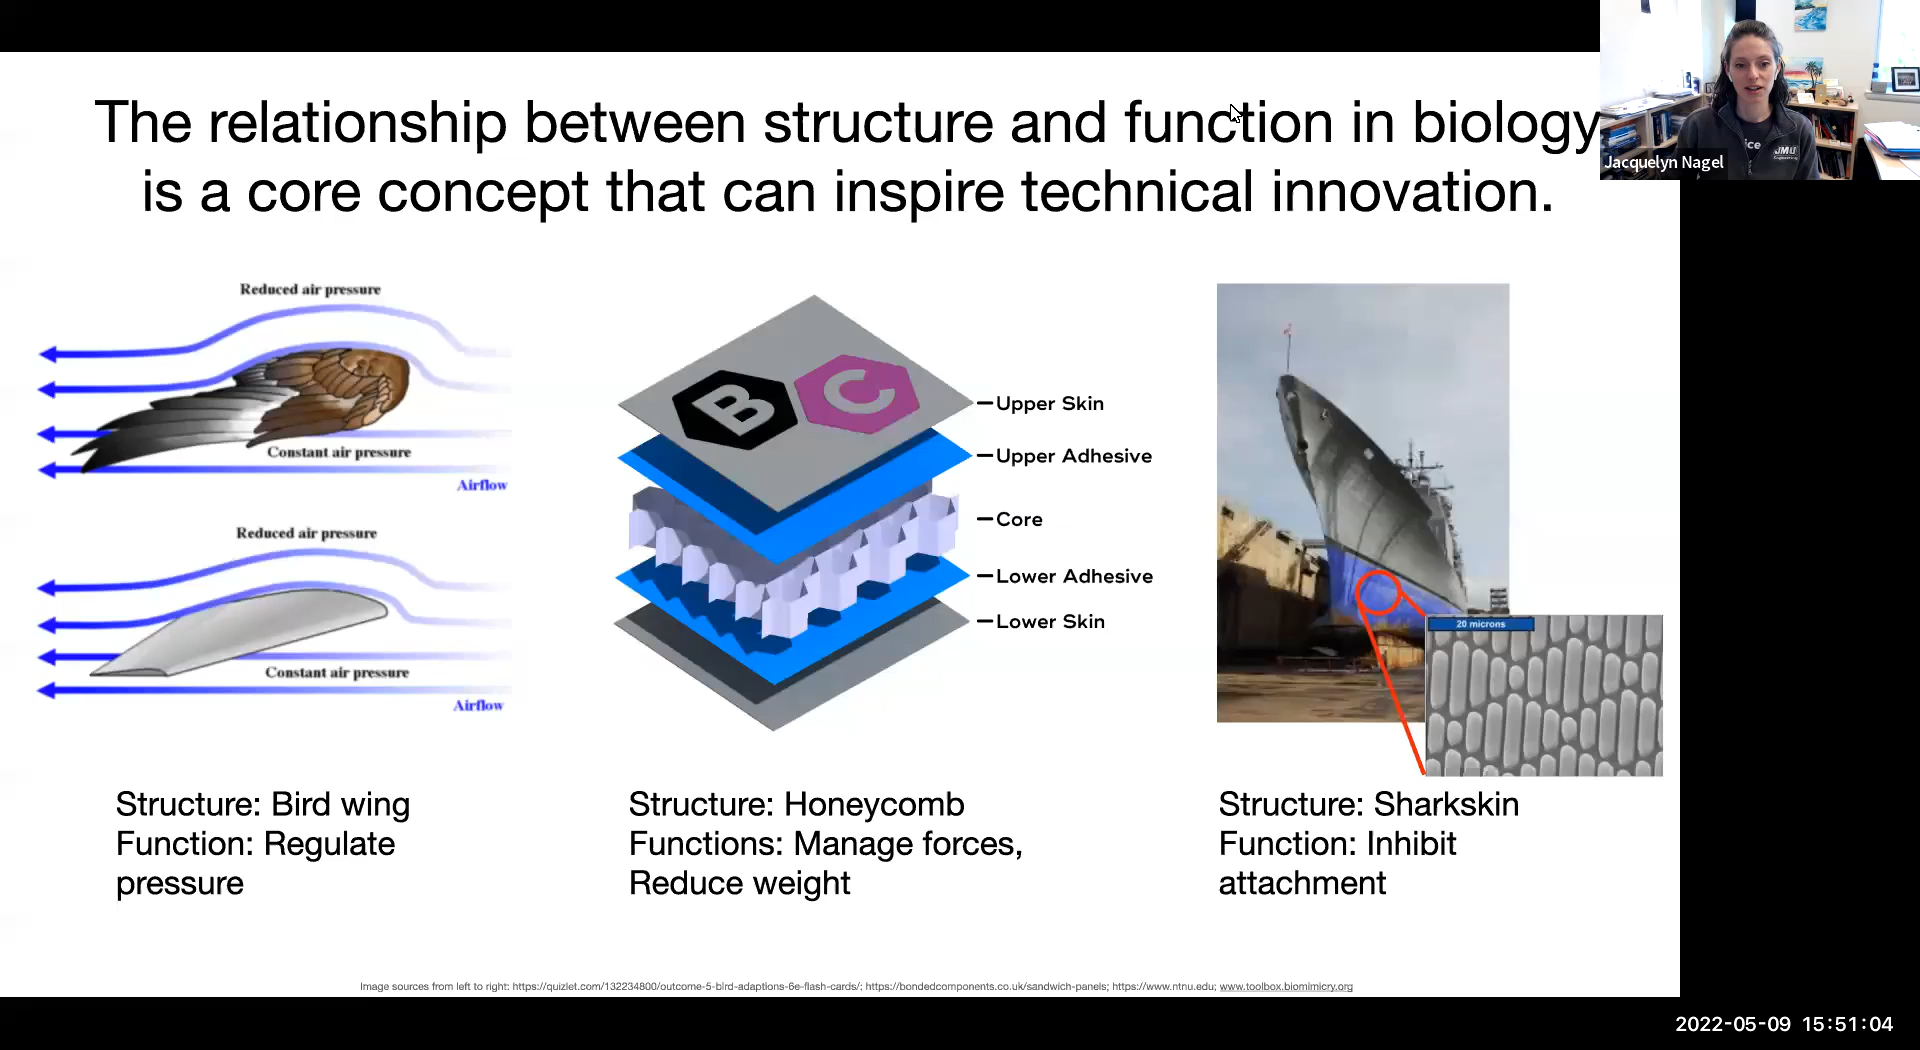 The relationship between structure and function in biology
is a core concept that can inspire technical innovation.
ice
JMU
Jacquelyn Nagel
Reduced air pressure
Constant air pressure
Airflow
Reduced air pressure
Constant air pressure
Airflow
B C
Upper Skin
Upper Adhesive
Core
Lower Adhesive
Lower Skin
20 microns
Structure: Bird wing
Function: Regulate
pressure
Structure: Honeycomb
Functions: Manage forces,
Reduce weight
Structure: Sharkskin
Function: Inhibit
attachment
Image sources from left to right: https://quizlet.com/132234800/outcome-5-bird-adaptions-6e-flash-cards/; https://bondedcomponents.co.uk/sandwich-panels; https://www.ntnu.edu; www.toolbox.biomimicry.org
2022-05-09 15:51:04